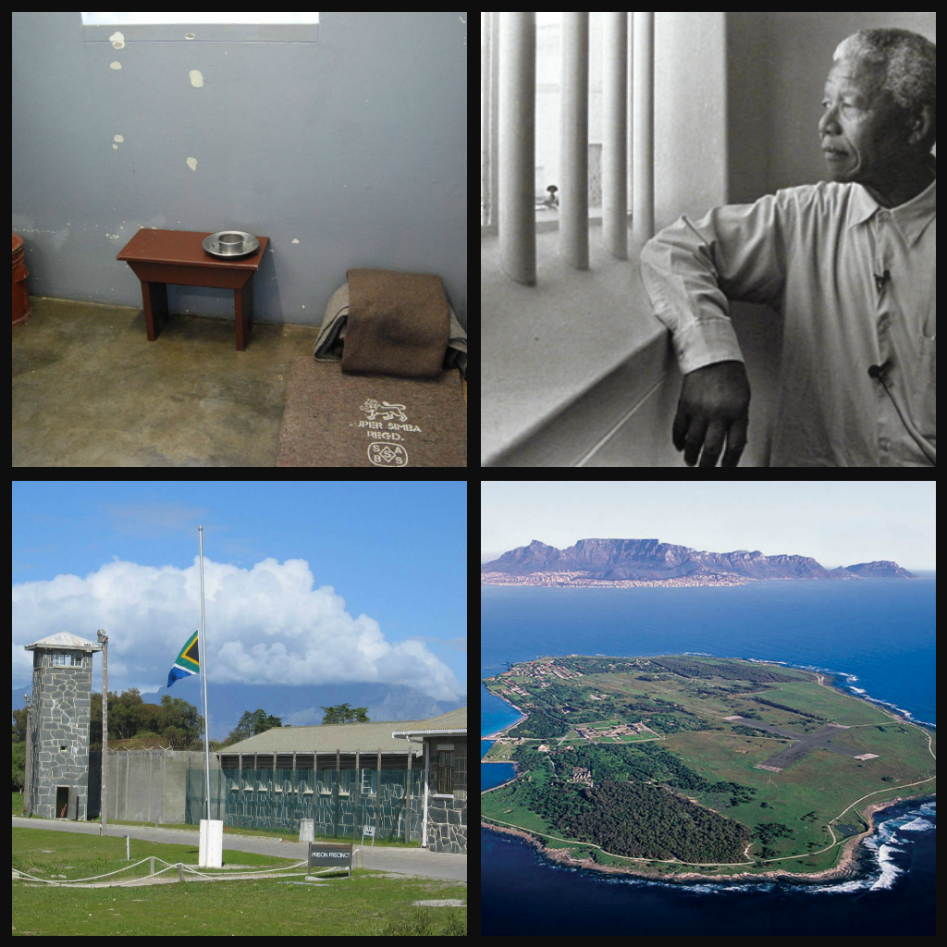 SUPER SIMBA
REGD.
S A
B S
PRISON PRECINCT